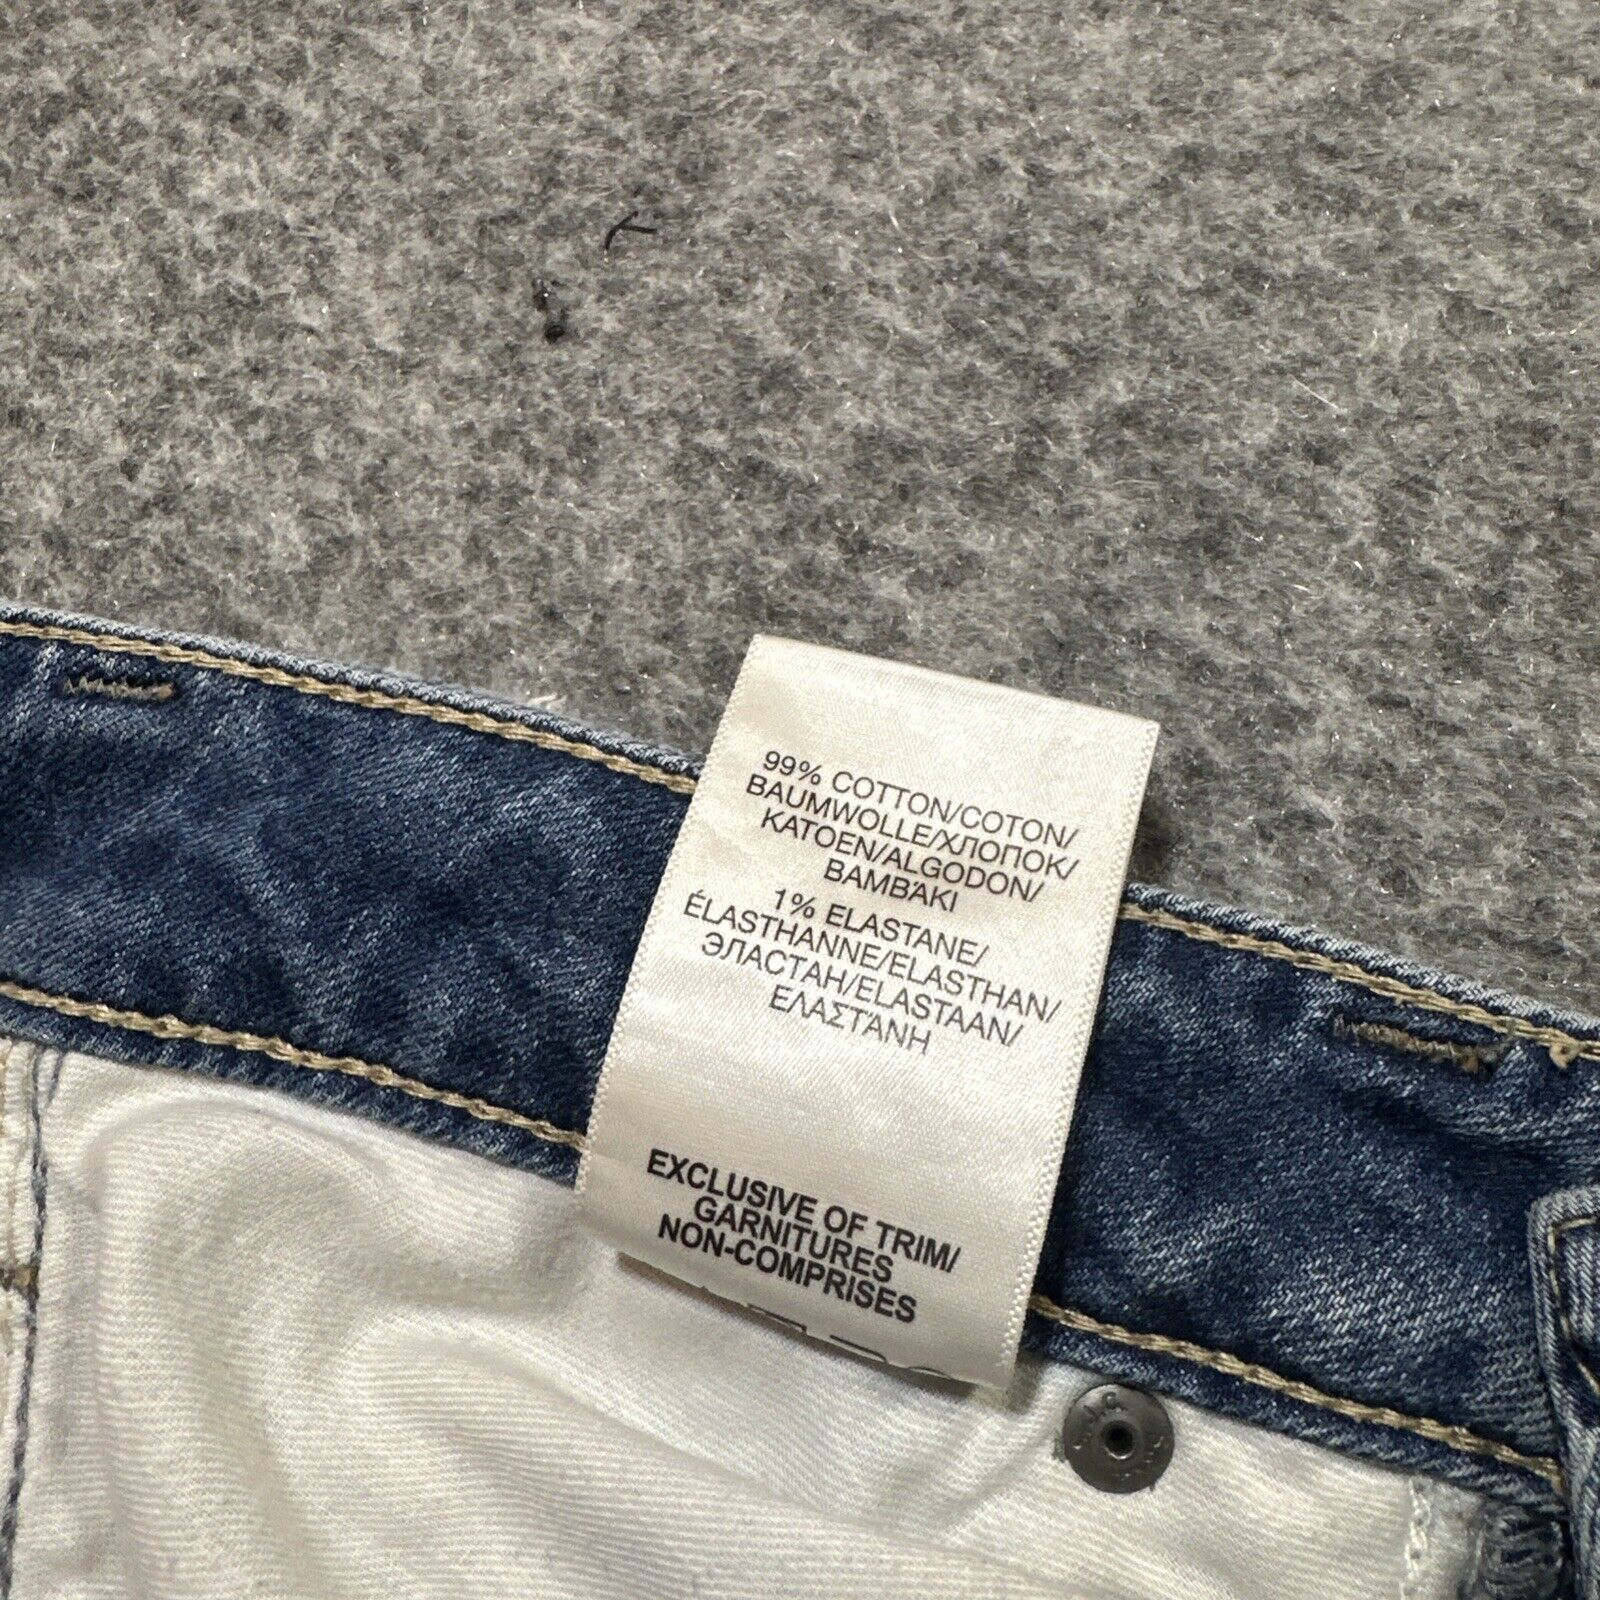 99% COTTON/COTON/
BAUMWOLLE/ХЛОПОК/
KATOEN/ALGODON/
ΒΑΜΒΆΚΙ
1% ELASTANE/
ÉLASTHANNE/ELASTHAN/
ЭЛАСТАН/ELASTAAN/
ΕΛΑΣΤΆΝΗ
EXCLUSIVE OF TRIM/
GARNITURES
NON-COMPRISES